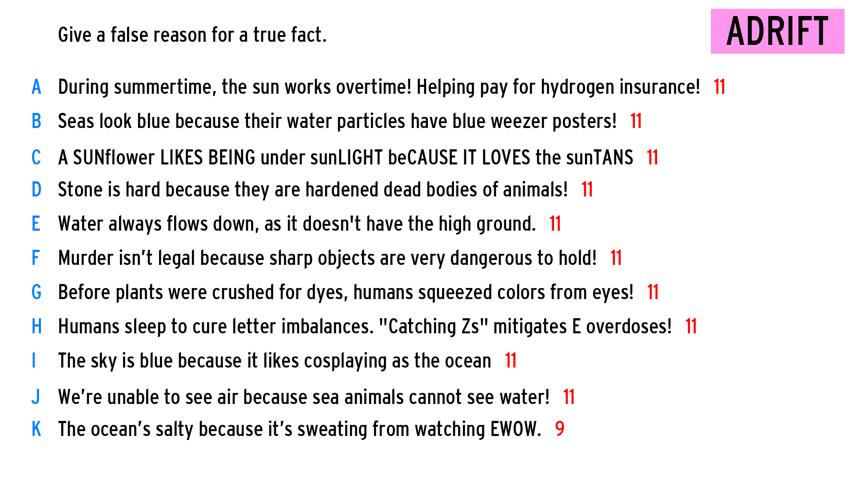 Give a false reason for a true fact.
ADRIFT
A During summertime, the sun works overtime! Helping pay for hydrogen insurance! 11
B Seas look blue because their water particles have blue weezer posters! 11
C A SUNflower LIKES BEING under sunLIGHT beCAUSE IT LOVES the sunTANS 11
D Stone is hard because they are hardened dead bodies of animals! 11
E Water always flows down, as it doesn't have the high ground. 11
F Murder isn't legal because sharp objects are very dangerous to hold! 11
G Before plants were crushed for dyes, humans squeezed colors from eyes! 11
H Humans sleep to cure letter imbalances. "Catching Zs" mitigates E overdoses! 11
I The sky is blue because it likes cosplaying as the ocean 11
J We're unable to see air because sea animals cannot see water! 11
K The ocean's salty because it's sweating from watching EWOW. 9